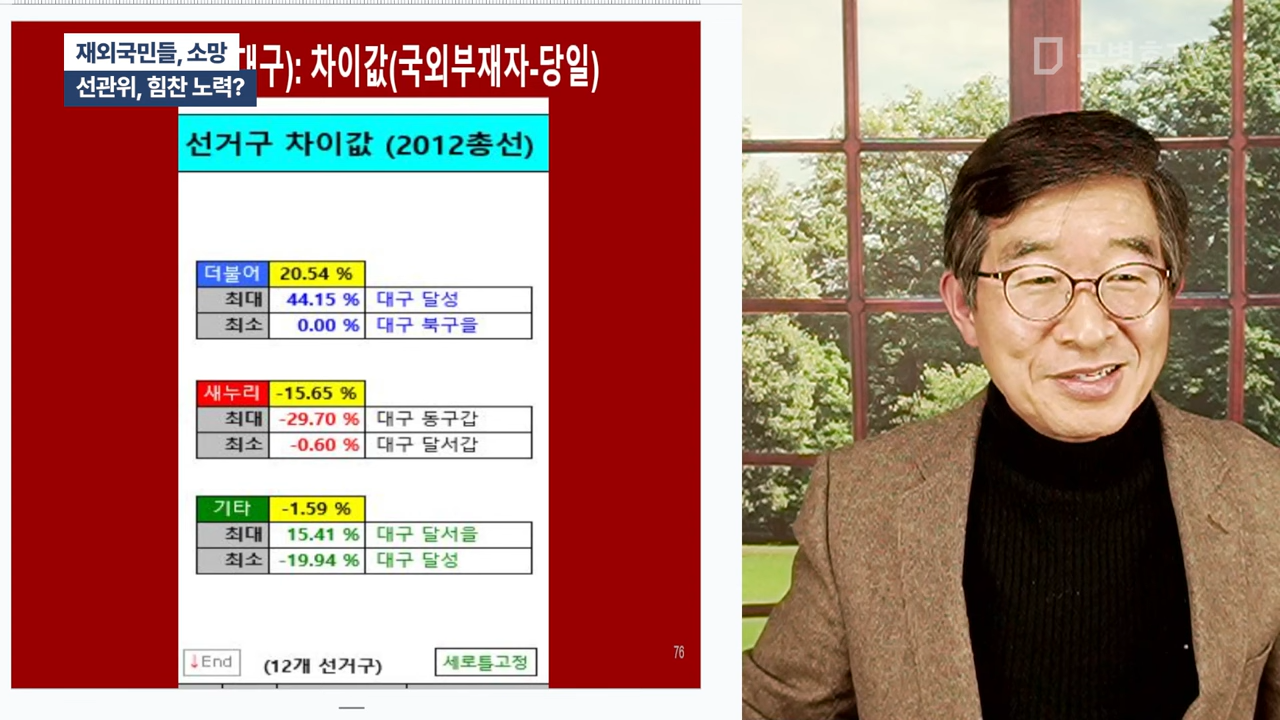 재외국민들, 소망
선관위, 힘찬 노력?
대구): 차이값(국외부재자-당일)
선거구 차이값 (2012총선)
더불어 20.54 %
최대 44.15 % 대구 달성
최소 0.00 % 대구 북구을
새누리 -15.65 %
최대 -29.70 % 대구 동구갑
최소 -0.60 % 대구 달서갑
기타 -1.59 %
최대 15.41 % 대구 달서을
최소 -19.94 % 대구 달성
↓End (12개 선거구) 세로틀고정
76